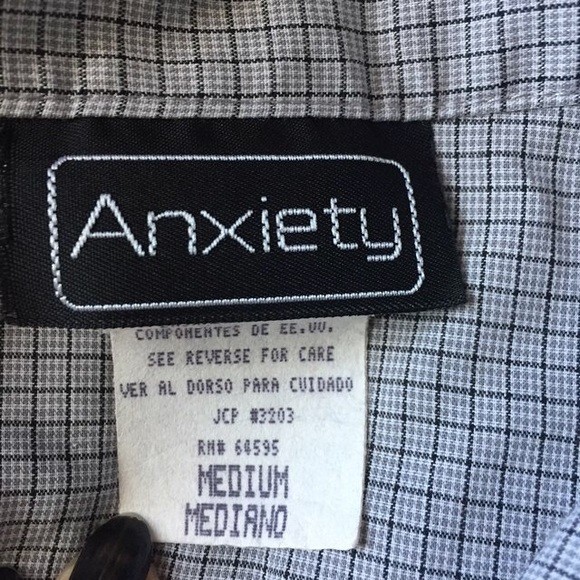 Anxiety
COMPONENTES DE EE.UU.
SEE REVERSE FOR CARE
VER AL DORSO PARA CUIDADO
JCP #3203
RN# 64595
MEDIUM
MEDIANO